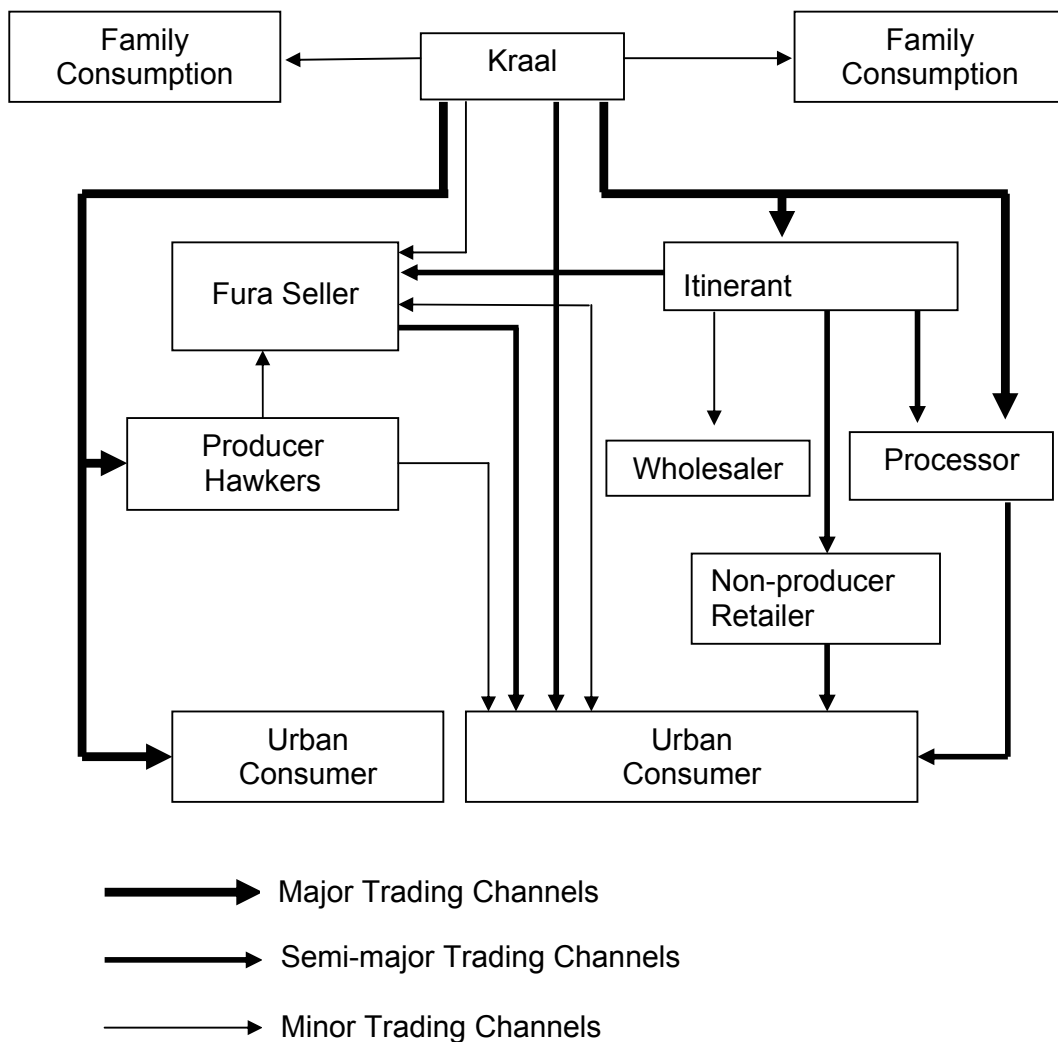 Family
Consumption
Kraal
Family
Consumption
Fura Seller
Itinerant
Producer
Hawkers
Wholesaler
Processor
Non-producer
Retailer
Urban
Consumer
Urban
Consumer
Major Trading Channels
Semi-major Trading Channels
Minor Trading Channels